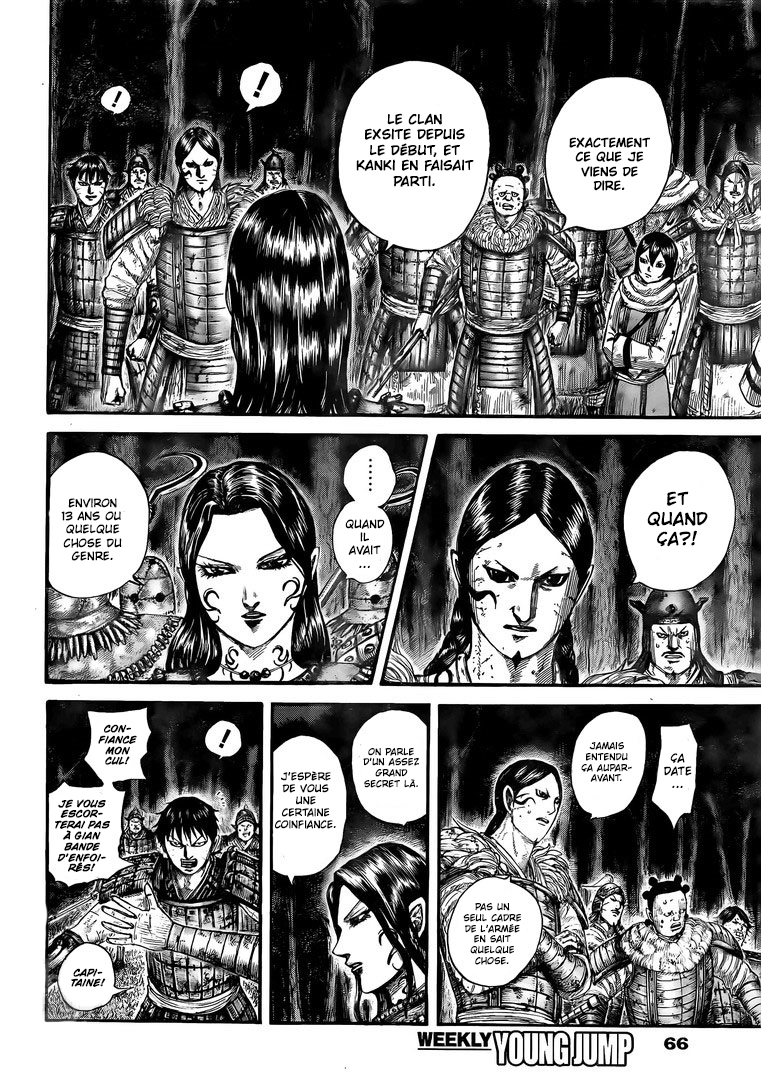 EXACTEMENT
CE QUE JE
VIENS DE
DIRE.
LE CLAN
EXSITE DEPUIS
LE DÉBUT, ET
KANKI EN FAISAIT
PARTI.
!
!
ET
QUAND
ÇA?!
......
QUAND
IL
AVAIT
...
ENVIRON
13 ANS OU
QUELQUE
CHOSE DU
GENRE.
ÇA
DATE
...
JAMAIS
ENTENDU
ÇA AUPAR-
AVANT.
PAS UN
SEUL CADRE
DE L'ARMÉE
EN SAIT
QUELQUE
CHOSE.
ON PARLE
D'UN ASSEZ
GRAND
SECRET LÀ.
J'ESPÈRE
DE VOUS
UNE
CERTAINE
COINFIANCE.
!
CON-
FIANCE
MON
CUL!
JE VOUS
ESCOR-
TERAI PAS
À GIAN
BANDE
D'ENFOI-
RÉS!
CAPI-
TAINE!
WEEKLY YOUNG JUMP 66